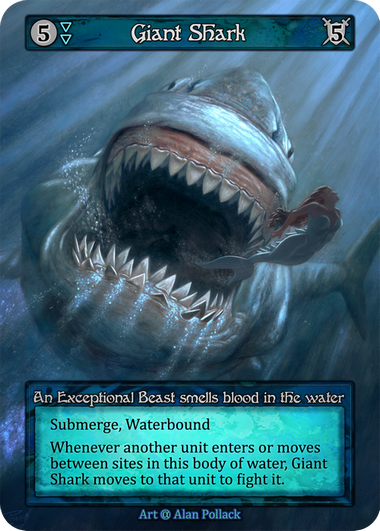 5 Giant Shark 5
An Exceptional Beast smells blood in the water
Submerge, Waterbound
Whenever another unit enters or moves
between sites in this body of water, Giant
Shark moves to that unit to fight it.
Art @ Alan Pollack